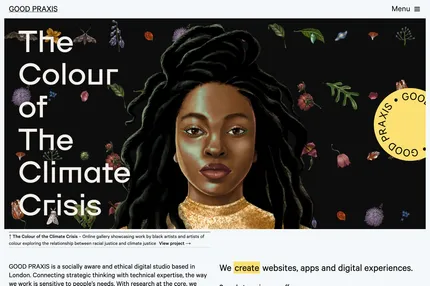 GOOD PRAXIS
Menu
The
Colour
of
The
Climate
Crisis
GOOD PRAXIS • GOO
↑ The Colour of the Climate Crisis – Online gallery showcasing work by black artists and artists of
colour exploring the relationship between racial justice and climate justice View project →
GOOD PRAXIS is a socially aware and ethical digital studio based in
London. Connecting strategic thinking with technical expertise, the way
we work is sensitive to people's needs. With research at the core, we
We create websites, apps and digital experiences.